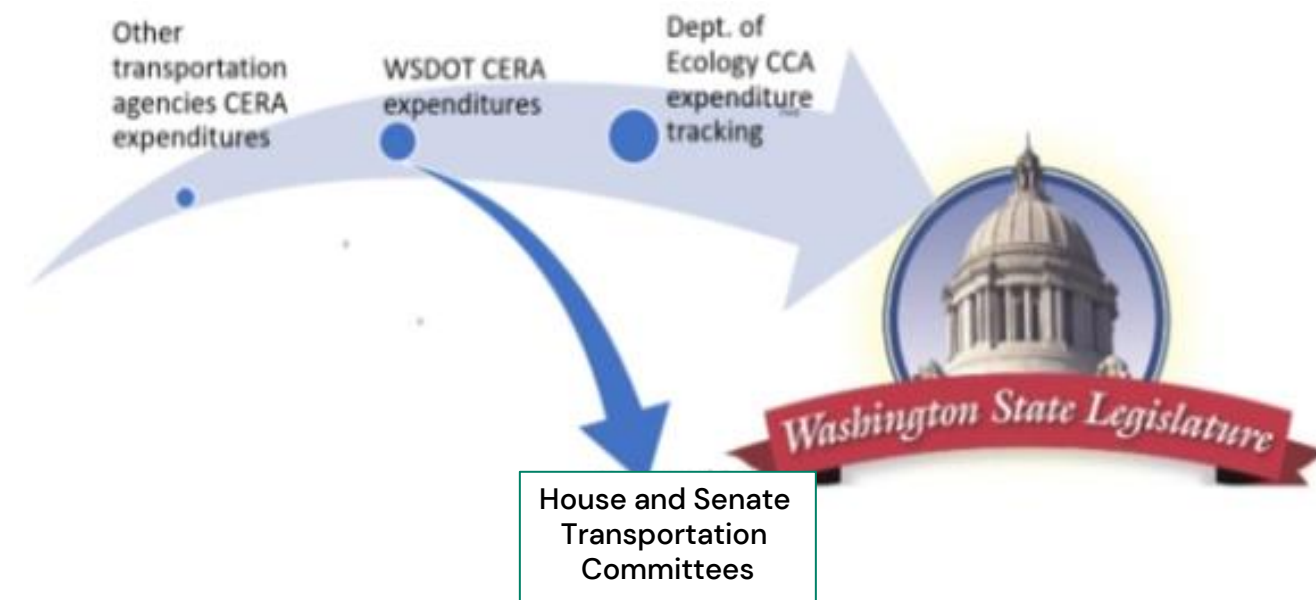 Other
transportation
agencies CERA
expenditures
WSDOT CERA
expenditures
Dept. of
Ecology CCA
expenditure
tracking
Washington State Legislature
House and Senate
Transportation
Committees